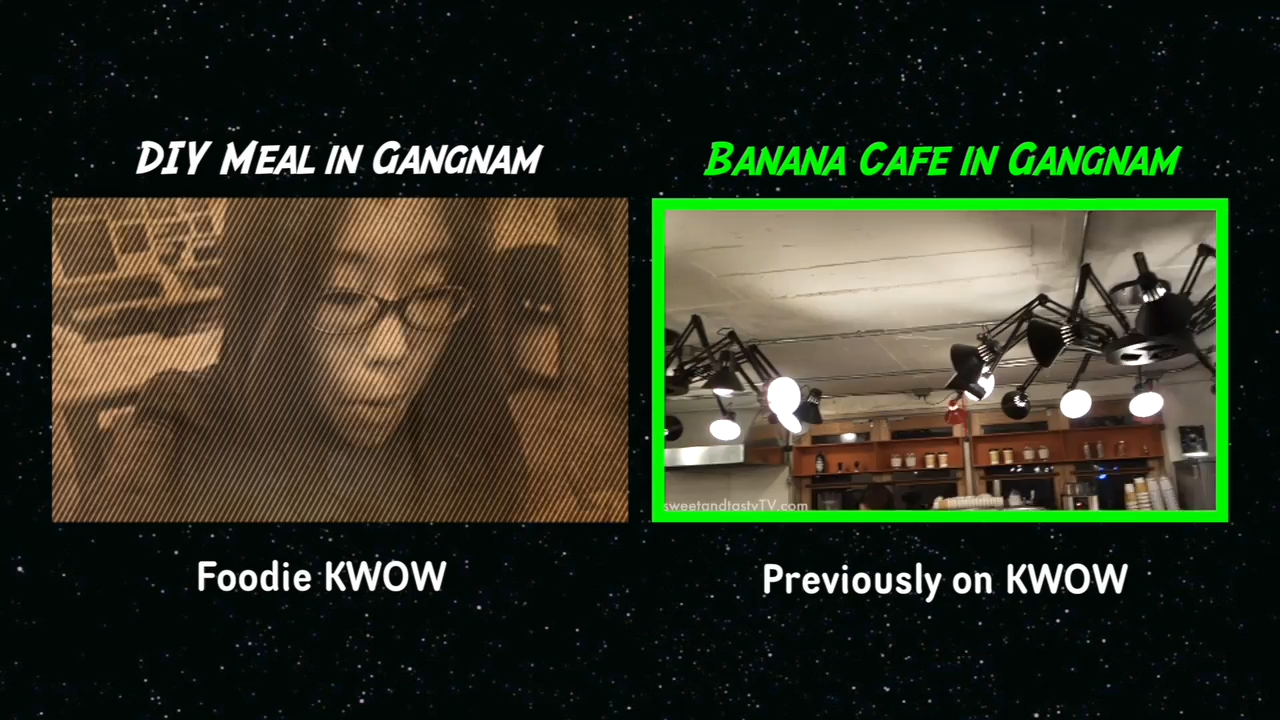 DIY MEAL IN GANGNAM
BANANA CAFE IN GANGNAM
sweetandtastyTV.com
Foodie KWOW
Previously on KWOW